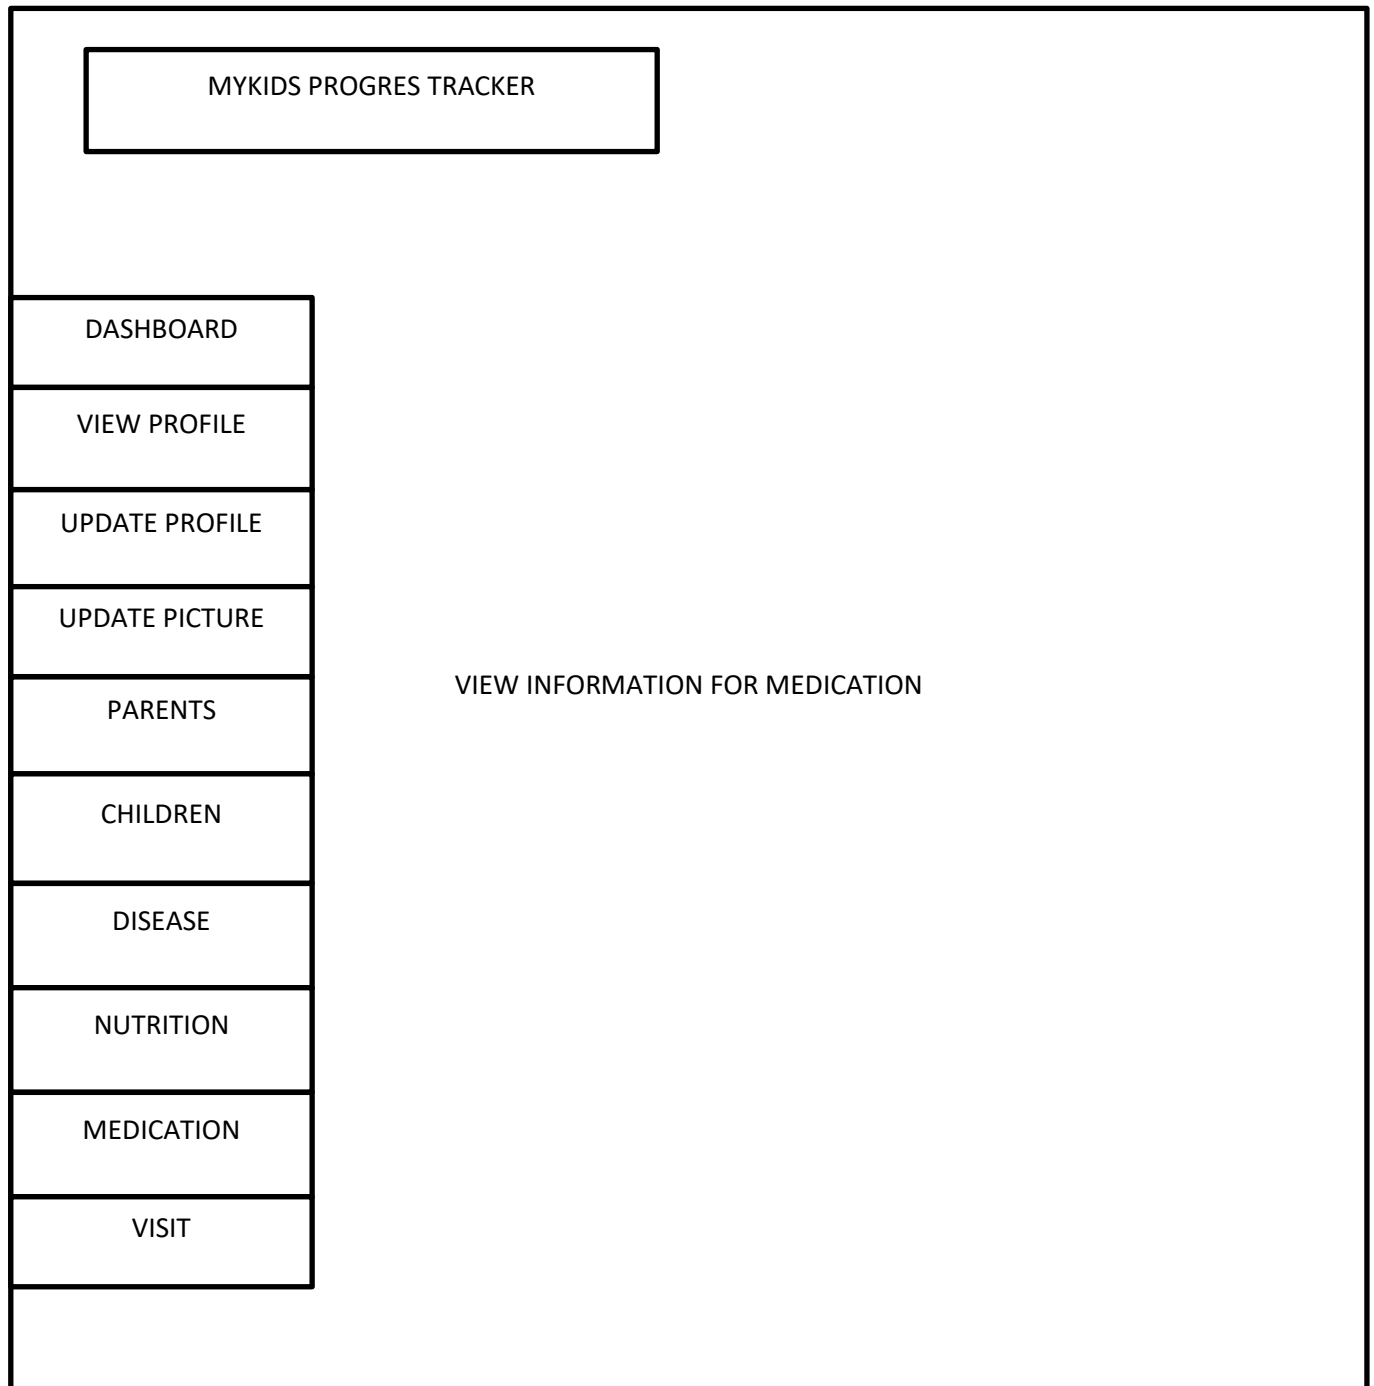 MYKIDS PROGRES TRACKER
DASHBOARD
VIEW PROFILE
UPDATE PROFILE
UPDATE PICTURE
VIEW INFORMATION FOR MEDICATION
PARENTS
CHILDREN
DISEASE
NUTRITION
MEDICATION
VISIT